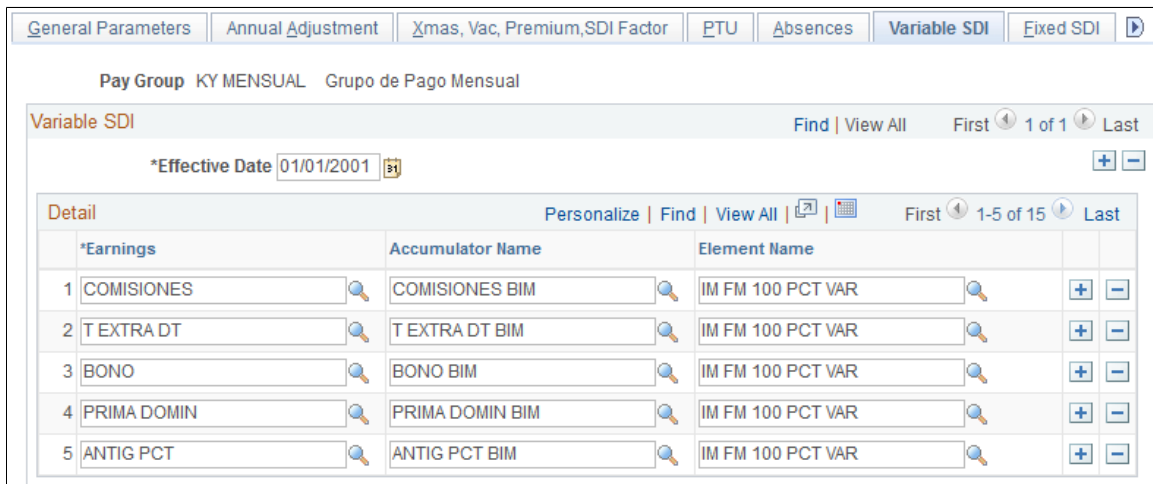 General Parameters Annual Adjustment Xmas, Vac, Premium,SDI Factor PTU Absences Variable SDI Fixed SDI
Pay Group KY MENSUAL Grupo de Pago Mensual
Variable SDI Find | View All First 1 of 1 Last
*Effective Date 01/01/2001 31
Detail Personalize | Find | View All | | First 1-5 of 15 Last
*Earnings Accumulator Name Element Name
1 COMISIONES COMISIONES BIM IM FM 100 PCT VAR
2 T EXTRA DT T EXTRA DT BIM IM FM 100 PCT VAR
3 BONO BONO BIM IM FM 100 PCT VAR
4 PRIMA DOMIN PRIMA DOMIN BIM IM FM 100 PCT VAR
5 ANTIG PCT ANTIG PCT BIM IM FM 100 PCT VAR